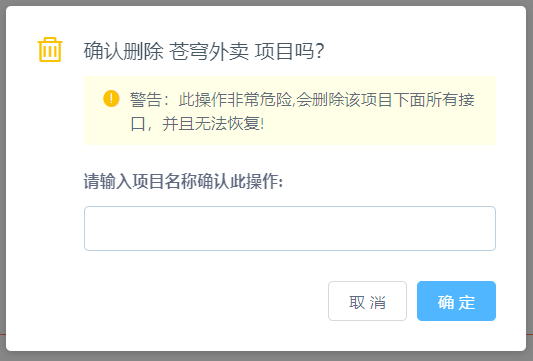 确认删除 苍穹外卖 项目吗?
警告：此操作非常危险,会删除该项目下面所有接
口，并且无法恢复!
请输入项目名称确认此操作:
取 消
确 定